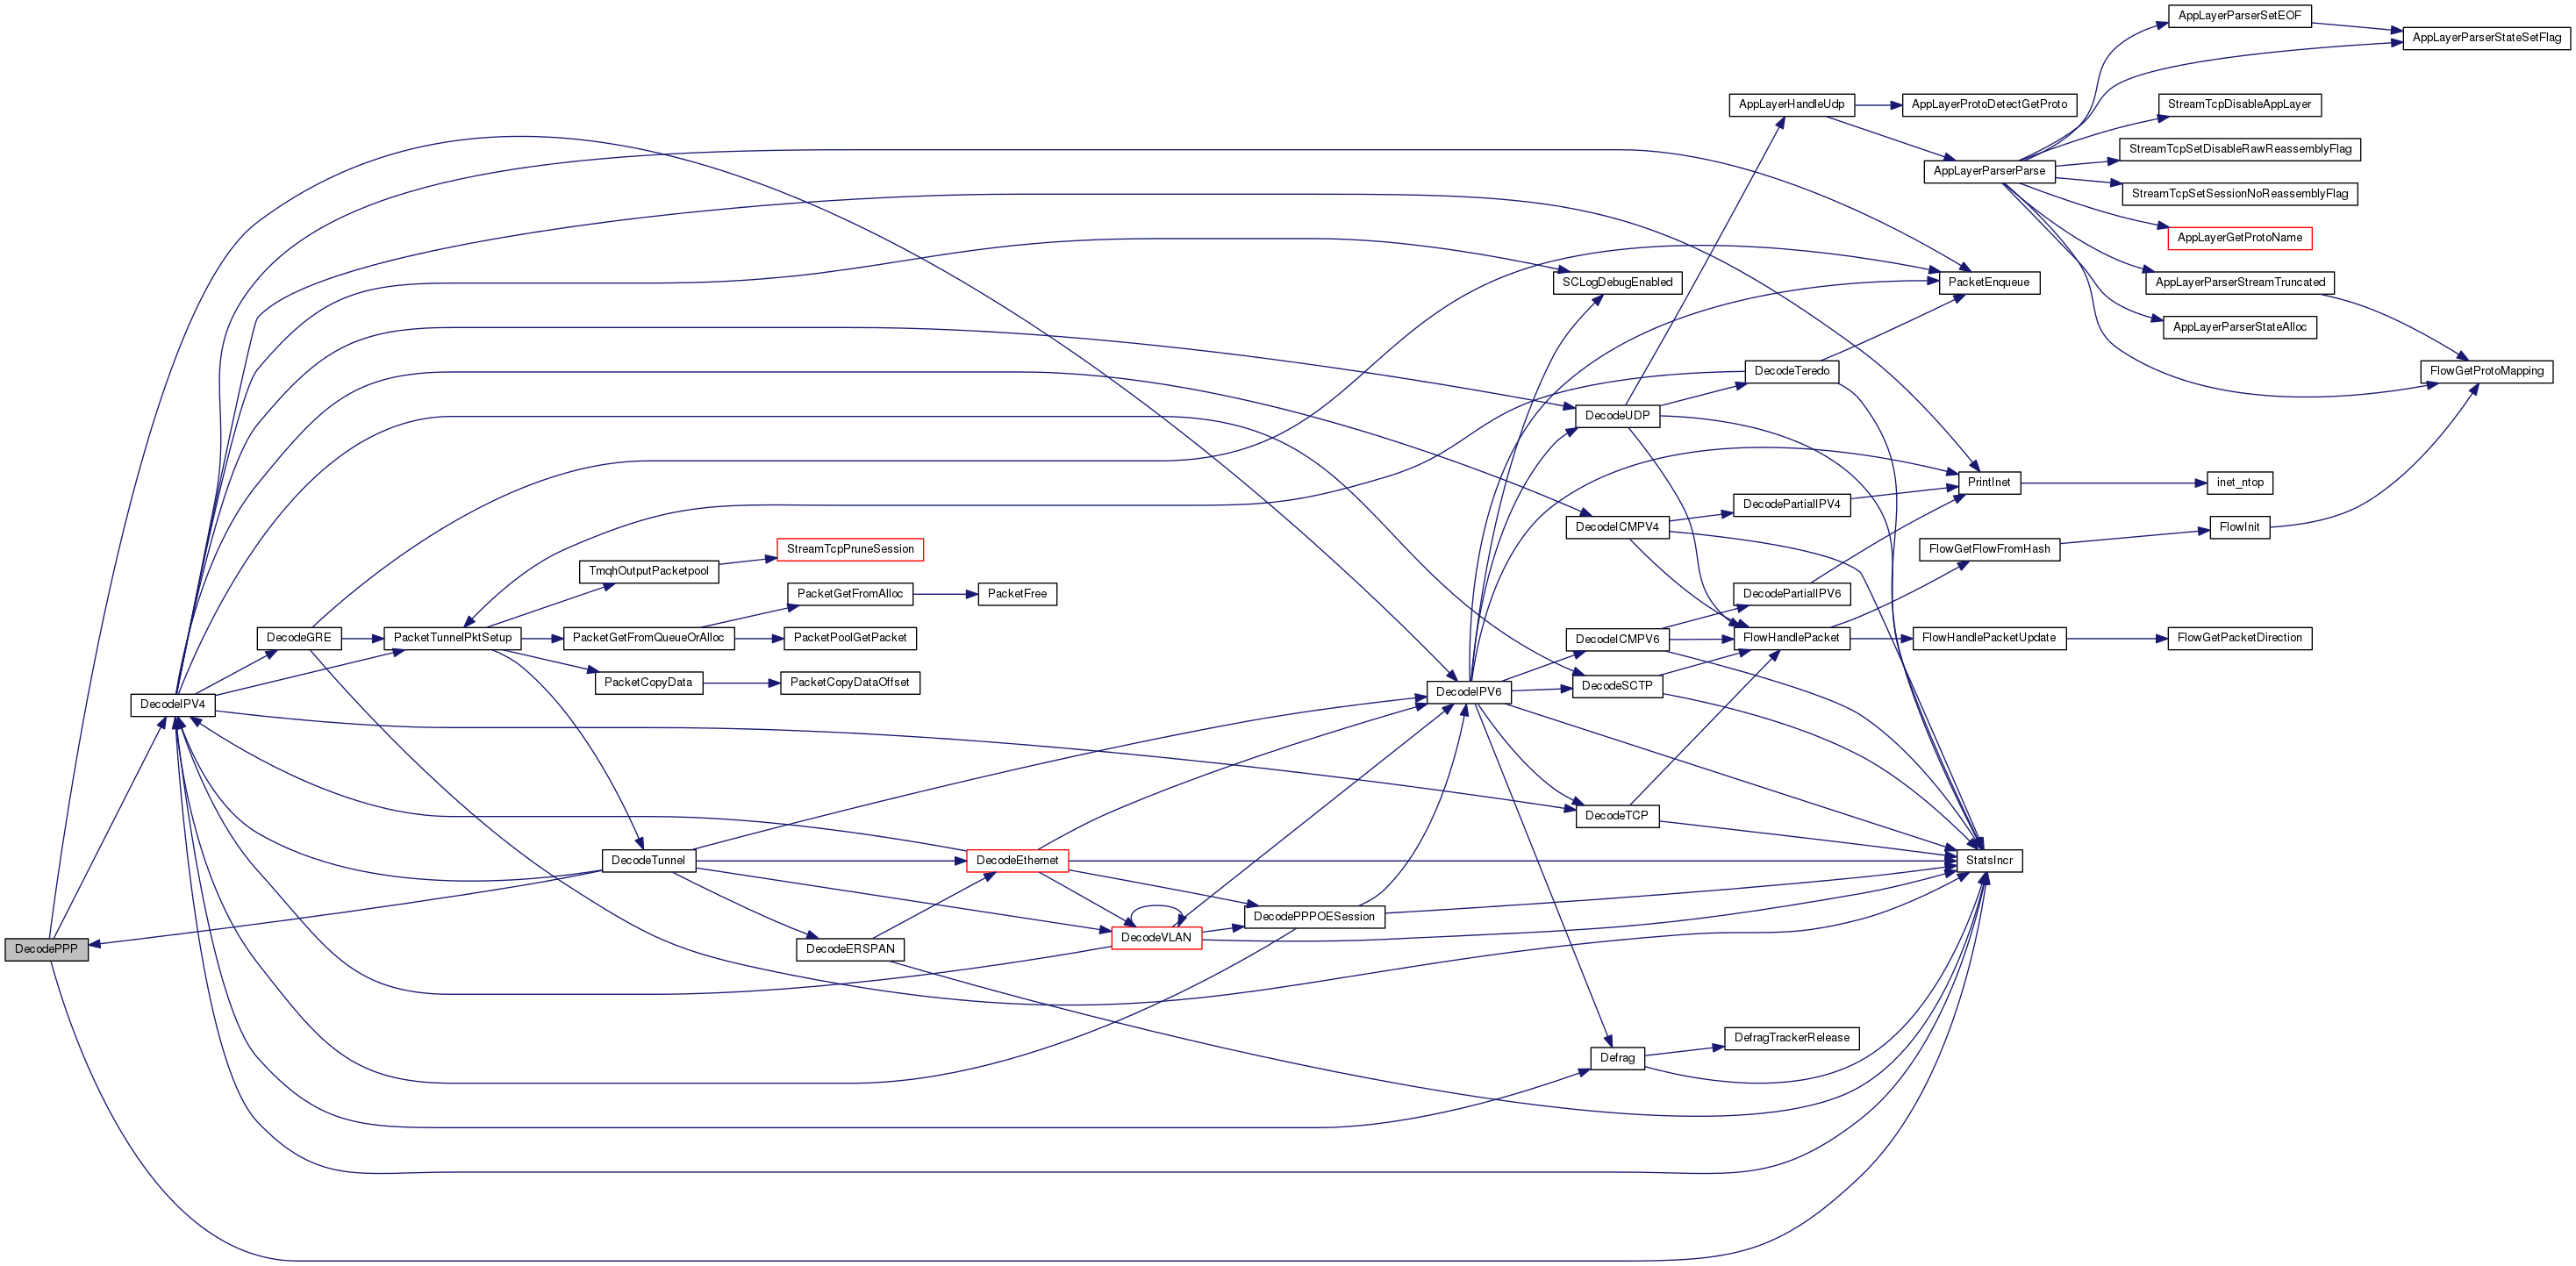 AppLayerParserSetEOF
AppLayerParserStateSetFlag
AppLayerHandleUdp
AppLayerProtoDetectGetProto
StreamTcpDisableAppLayer
StreamTcpSetDisableRawReassemblyFlag
AppLayerParserParse
StreamTcpSetSessionNoReassemblyFlag
AppLayerGetProtoName
SCLogDebugEnabled
PacketEnqueue
AppLayerParserStreamTruncated
AppLayerParserStateAlloc
DecodeTeredo
FlowGetProtoMapping
DecodeUDP
PrintInet
inet_ntop
DecodePartialIPV4
DecodeICMPV4
FlowInit
StreamTcpPruneSession
FlowGetFlowFromHash
TmqhOutputPacketpool
PacketGetFromAlloc
PacketFree
DecodePartialIPV6
DecodeGRE
PacketTunnelPktSetup
PacketGetFromQueueOrAlloc
PacketPoolGetPacket
DecodeICMPV6
FlowHandlePacket
FlowHandlePacketUpdate
FlowGetPacketDirection
PacketCopyData
PacketCopyDataOffset
DecodeIPV6
DecodeSCTP
DecodeIPV4
DecodeTCP
DecodeTunnel
DecodeEthernet
StatsIncr
DecodePPPOESession
DecodeVLAN
DecodePPP
DecodeERSPAN
DefragTrackerRelease
Defrag